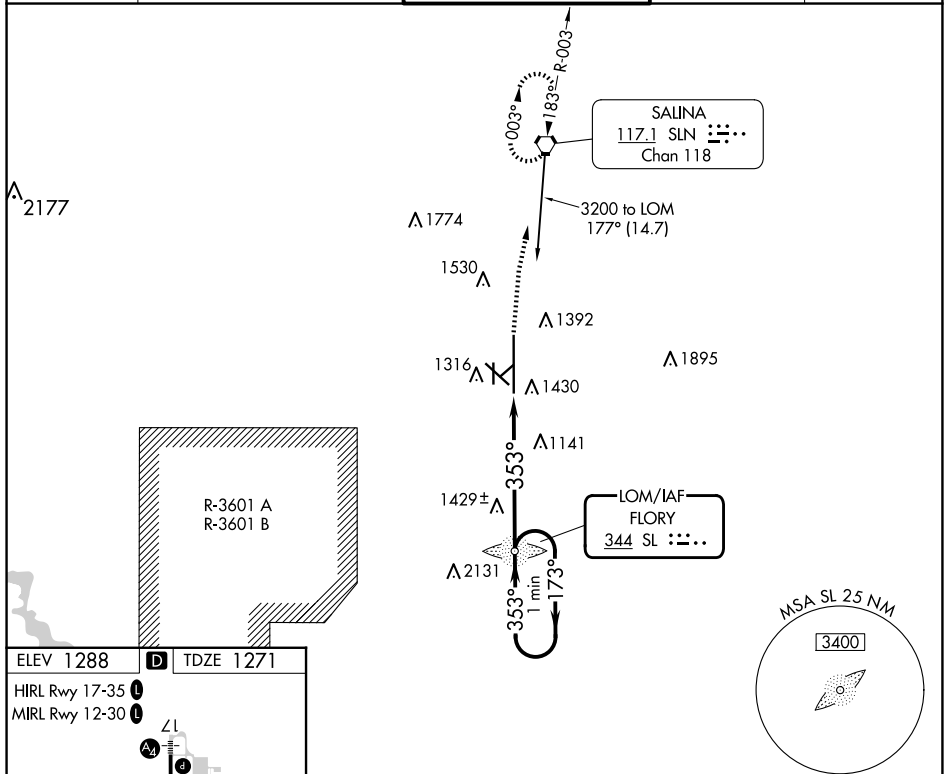 003°
183°
R-003
SALINA
117.1 SLN
Chan 118
2177
1774
3200 to LOM
177° (14.7)
1530
1392
1316
1895
1430
353°
1141
R-3601 A
R-3601 B
1429±
LOM/IAF
FLORY
344 SL
2131
353°
1 min
173°
MSA SL 25 NM
3400
ELEV 1288 D TDZE 1271
HIRL Rwy 17-35 L
MIRL Rwy 12-30 L
17
A4
P